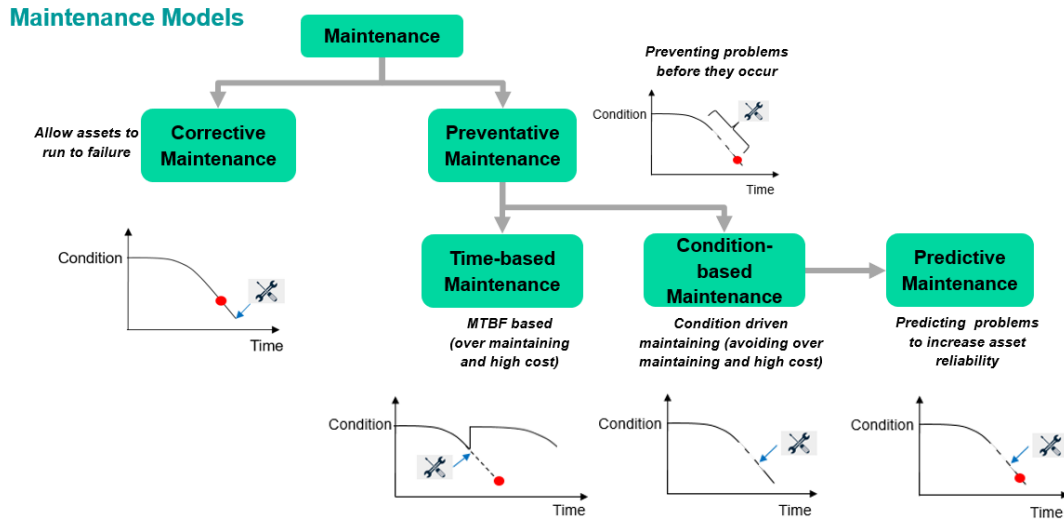 Maintenance Models
Maintenance
Preventing problems
before they occur
Condition
Time
Allow assets to
run to failure
Corrective
Maintenance
Preventative
Maintenance
Condition
Time
Time-based
Maintenance
MTBF based
(over maintaining
and high cost)
Condition-
based
Maintenance
Condition driven
maintaining (avoiding over
maintaining and high cost)
Predictive
Maintenance
Predicting problems
to increase asset
reliability
Condition
Time
Condition
Time
Condition
Time